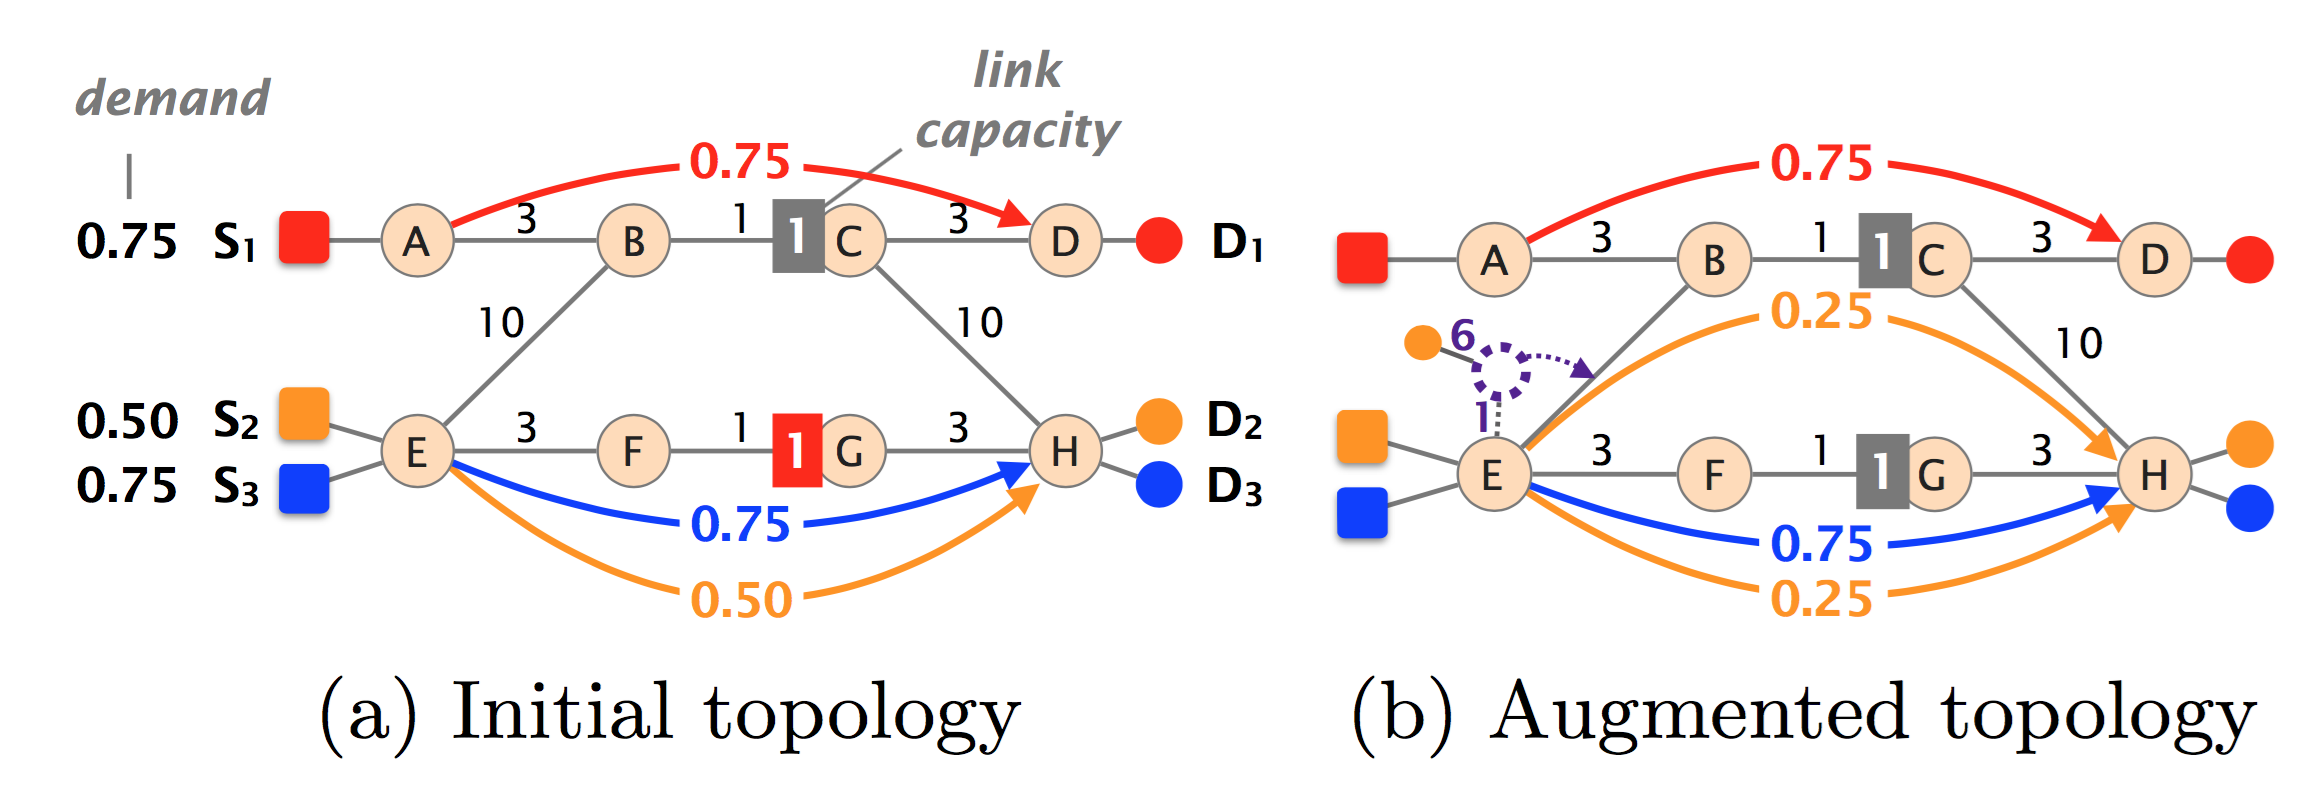 demand
link
capacity
0.75
3 1 1 3
0.75 S1 A B C D D1
10 10
0.50 S2 D2
3 1 1 3
E F G H
0.75 S3 D3
0.75
0.50
(a) Initial topology
0.75
3 1 1 3
A B C D
0.25
6
10
1
3 1 1 3
E F G H
0.75
0.25
(b) Augmented topology